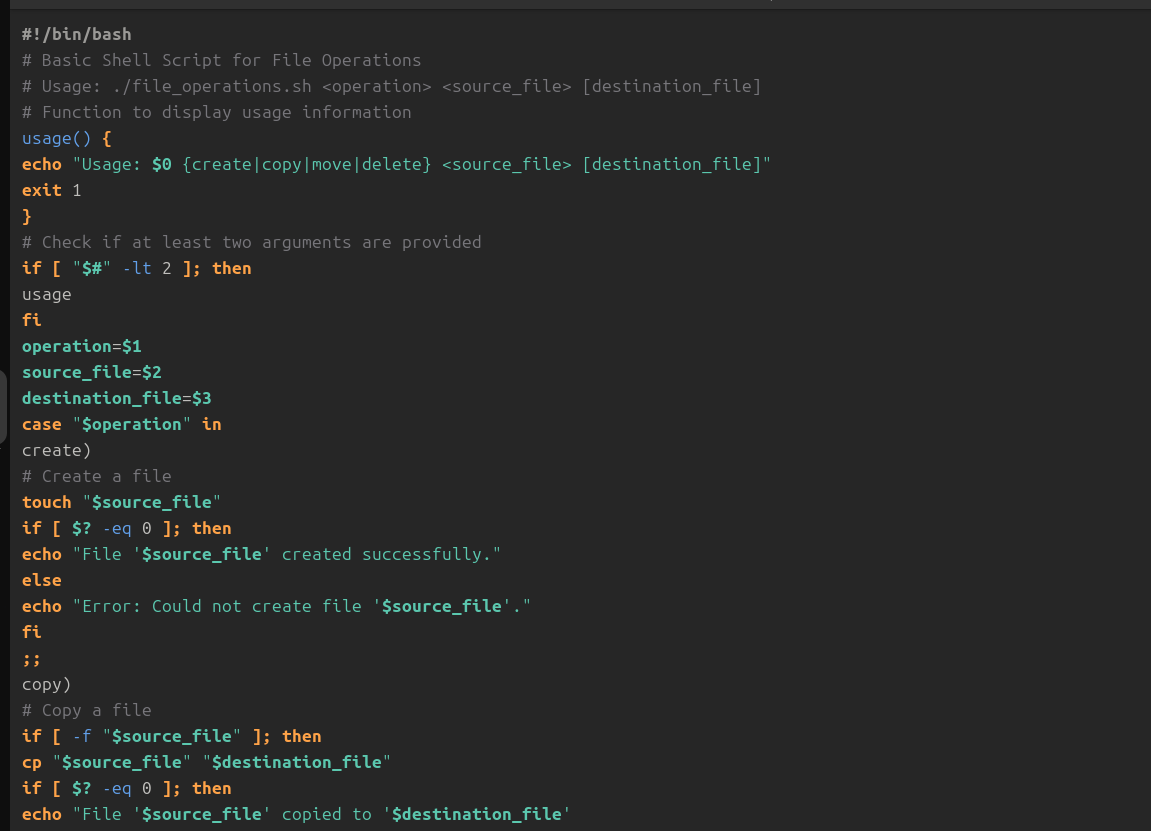 #!/bin/bash
# Basic Shell Script for File Operations
# Usage: ./file_operations.sh <operation> <source_file> [destination_file]
# Function to display usage information
usage() {
echo "Usage: $0 {create|copy|move|delete} <source_file> [destination_file]"
exit 1
}
# Check if at least two arguments are provided
if [ "$#" -lt 2 ]; then
usage
fi
operation=$1
source_file=$2
destination_file=$3
case "$operation" in
create)
# Create a file
touch "$source_file"
if [ $? -eq 0 ]; then
echo "File '$source_file' created successfully."
else
echo "Error: Could not create file '$source_file'."
fi
;;
copy)
# Copy a file
if [ -f "$source_file" ]; then
cp "$source_file" "$destination_file"
if [ $? -eq 0 ]; then
echo "File '$source_file' copied to '$destination_file'